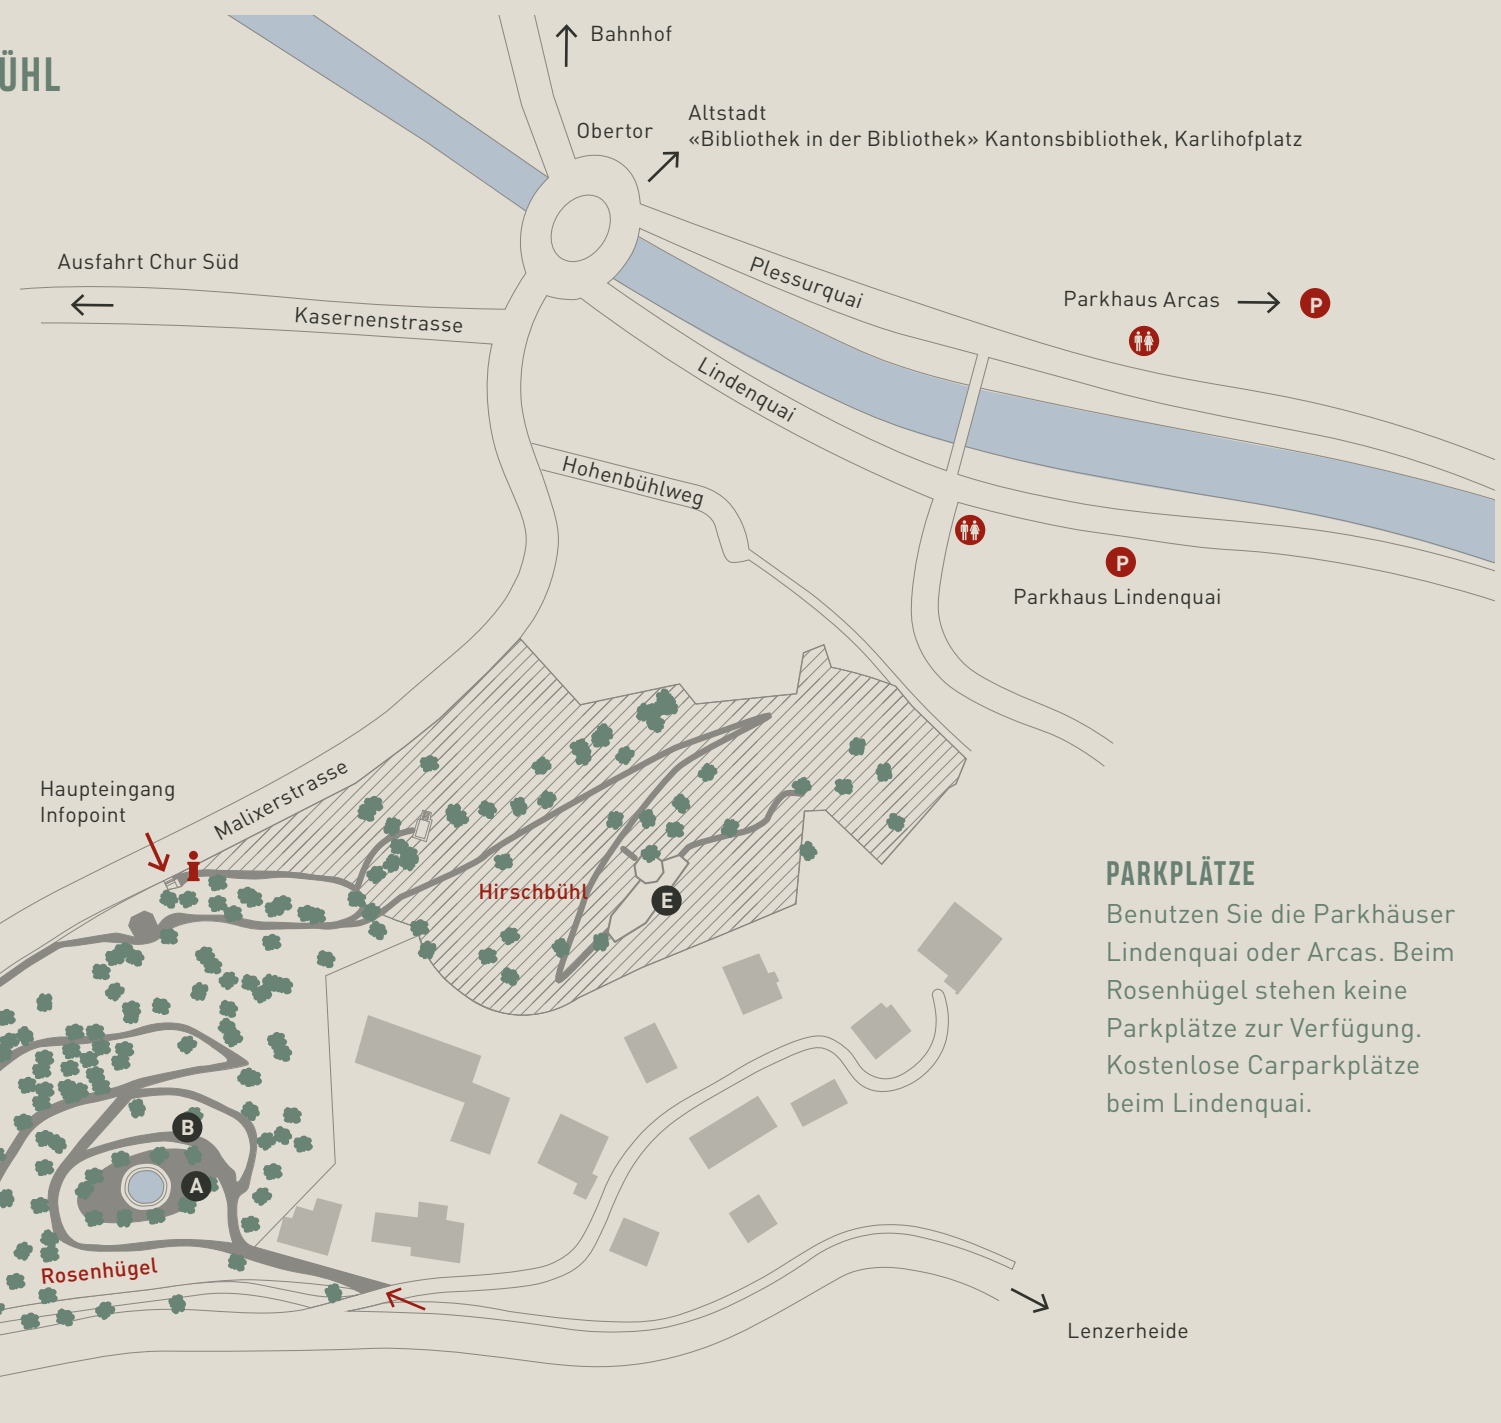 ÜHL
Bahnhof
Altstadt
«Bibliothek in der Bibliothek» Kantonsbibliothek, Karlihofplatz
Obertor
Ausfahrt Chur Süd
Plessurquai
Parkhaus Arcas
P
Kasernenstrasse
Lindenquai
Hohenbühlweg
P
Parkhaus Lindenquai
Haupteingang
Infopoint
Malixerstrasse
Hirschbühl
E
PARKPLÄTZE
Benutzen Sie die Parkhäuser
Lindenquai oder Arcas. Beim
Rosenhügel stehen keine
Parkplätze zur Verfügung.
Kostenlose Carparkplätze
beim Lindenquai.
B
A
Rosenhügel
Lenzerheide